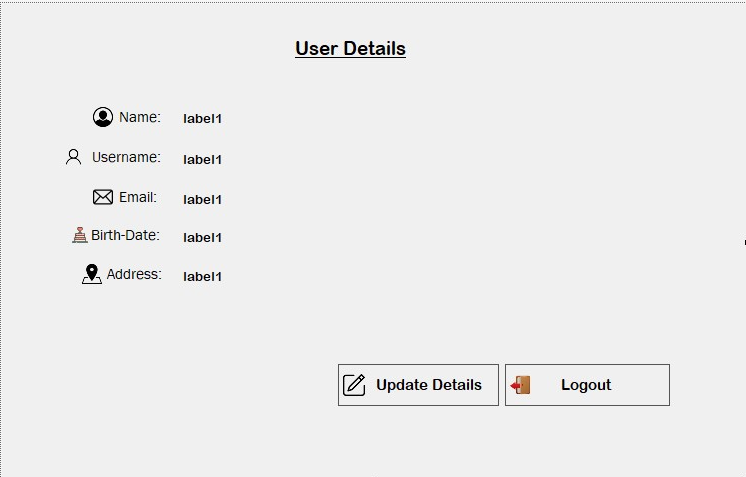 User Details
Name: label1
Username: label1
Email: label1
Birth-Date: label1
Address: label1
Update Details Logout